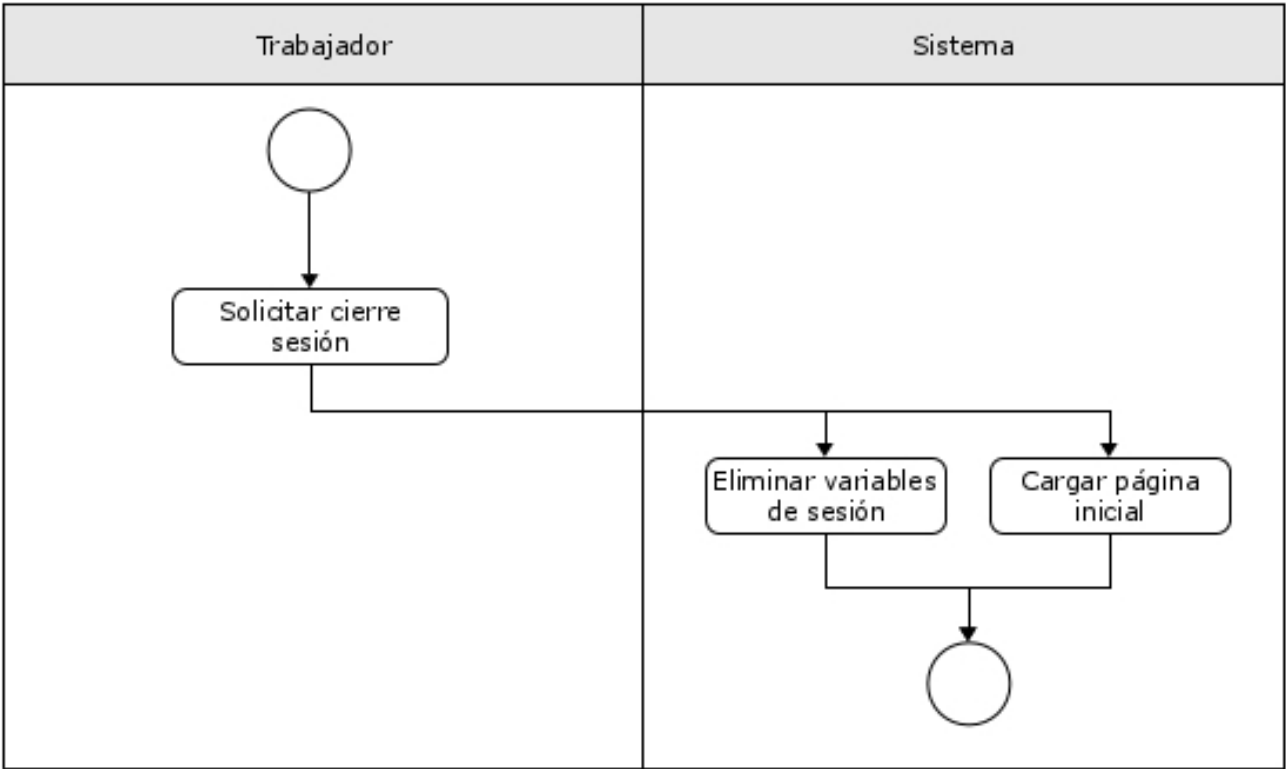 Trabajador
Sistema
Solicitar cierre
sesión
Eliminar variables
de sesión
Cargar página
inicial